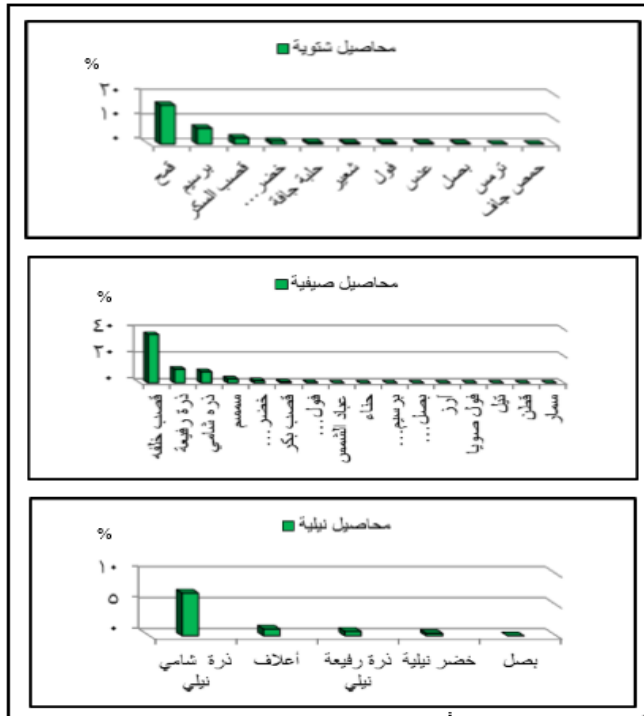 محاصيل شتوية
%
٢٠
١٠
٠
قمح
برسيم
قصب السكر
خضر...
حلبة جافة
شعير
فول
عدس
بصل
ترمس
حمص جاف
محاصيل صيفية
%
٤٠
٢٠
٠
قصب خلفه
ذرة رفيعة
ذره شامي
سمسم
خضر...
قصب بكر
فول...
عباد الشمس
حناء
برسيم...
بصل...
أرز
فول صويا
تيل
قطن
سمار
محاصيل نيلية
%
١٠
٥
٠
ذرة شامي نيلي
أعلاف
ذرة رفيعة نيلي
خضر نيلية
بصل